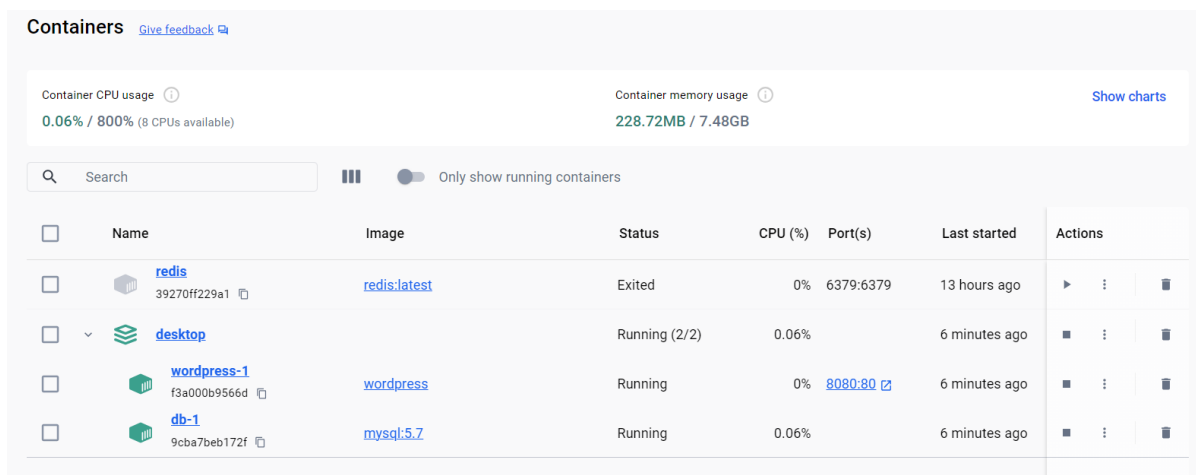 Containers Give feedback
Container CPU usage
0.06% / 800% (8 CPUs available)
Container memory usage
228.72MB / 7.48GB
Show charts
Search
Only show running containers
Name Image Status CPU (%) Port(s) Last started Actions
redis
39270ff229a1
redis:latest Exited 0% 6379:6379 13 hours ago
desktop Running (2/2) 0.06% 6 minutes ago
wordpress-1
f3a000b9566d
wordpress Running 0% 8080:80 6 minutes ago
db-1
9cba7beb172f
mysql:5.7 Running 0.06% 6 minutes ago